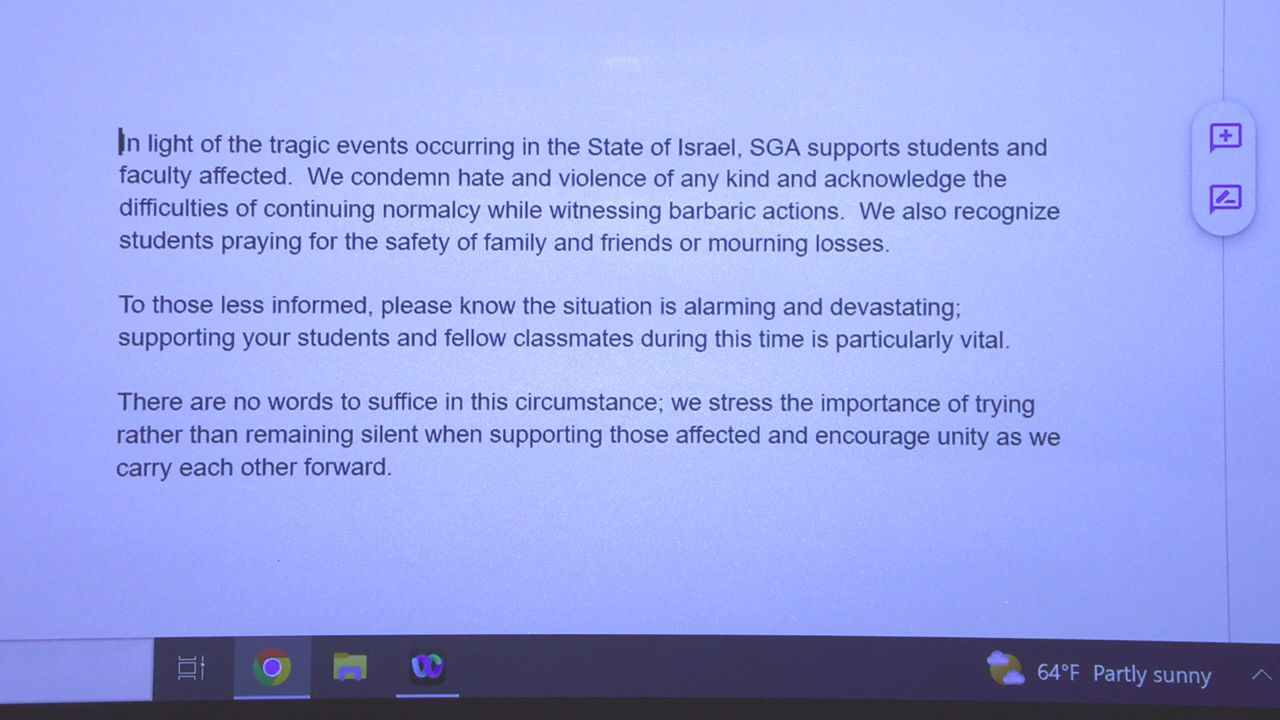 In light of the tragic events occurring in the State of Israel, SGA supports students and
faculty affected.  We condemn hate and violence of any kind and acknowledge the
difficulties of continuing normalcy while witnessing barbaric actions.  We also recognize
students praying for the safety of family and friends or mourning losses.
To those less informed, please know the situation is alarming and devastating;
supporting your students and fellow classmates during this time is particularly vital.
There are no words to suffice in this circumstance; we stress the importance of trying
rather than remaining silent when supporting those affected and encourage unity as we
carry each other forward.
64°F Partly sunny